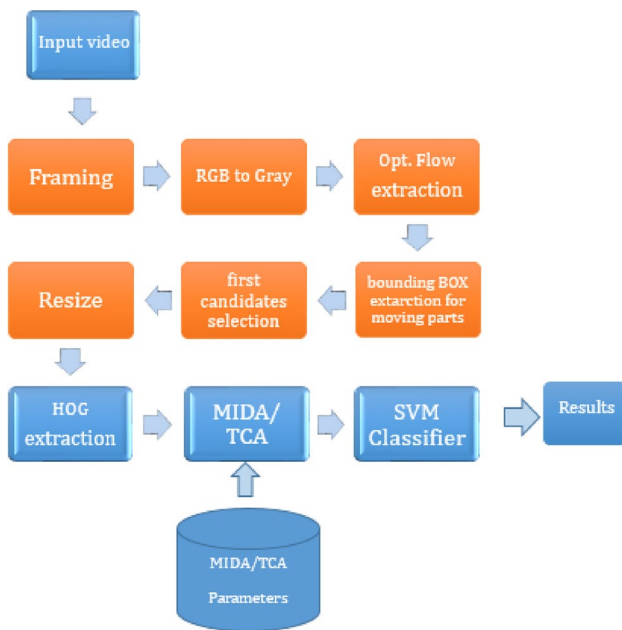 Input video
Framing
RGB to Gray
Opt. Flow
extraction
bounding BOX
extarction for
moving parts
first
candidates
selection
Resize
HOG
extraction
MIDA/
TCA
SVM
Classifier
Results
MIDA/TCA
Parameters